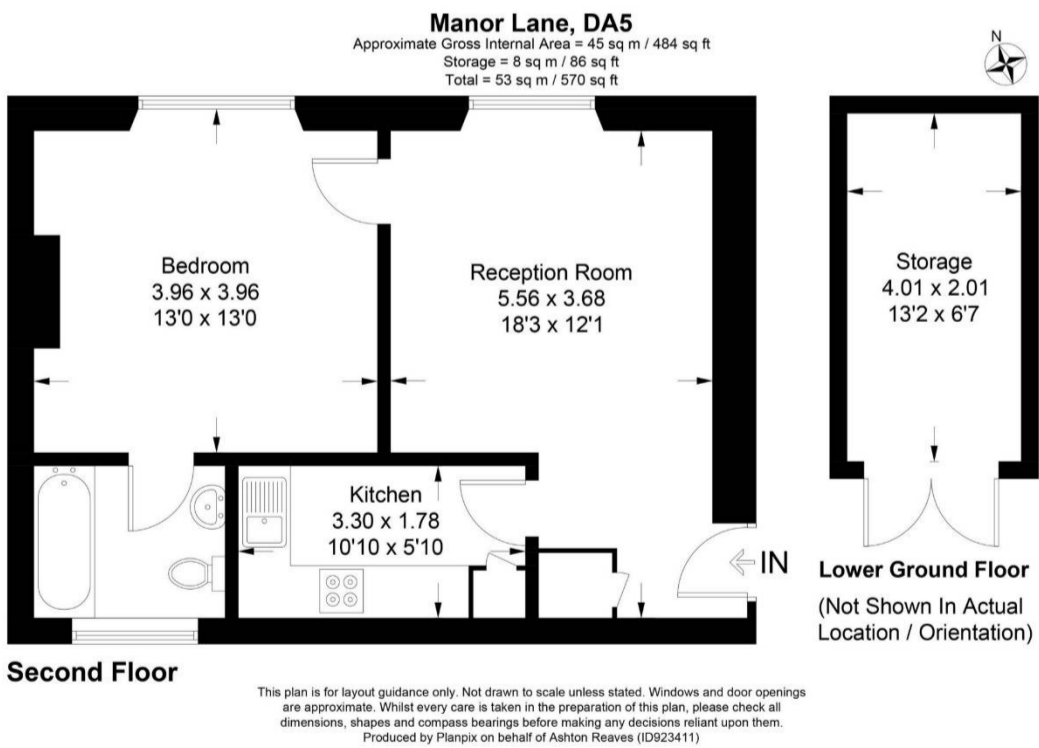 Manor Lane, DA5
Approximate Gross Internal Area = 45 sq m / 484 sq ft
Storage = 8 sq m / 86 sq ft
Total = 53 sq m / 570 sq ft
N
Bedroom
3.96 x 3.96
13'0 x 13'0
Reception Room
5.56 x 3.68
18'3 x 12'1
Storage
4.01 x 2.01
13'2 x 6'7
Kitchen
3.30 x 1.78
10'10 x 5'10
IN
Lower Ground Floor
(Not Shown In Actual
Location / Orientation)
Second Floor
This plan is for layout guidance only. Not drawn to scale unless stated. Windows and door openings
are approximate. Whilst every care is taken in the preparation of this plan, please check all
dimensions, shapes and compass bearings before making any decisions reliant upon them.
Produced by Planpix on behalf of Ashton Reaves (ID923411)